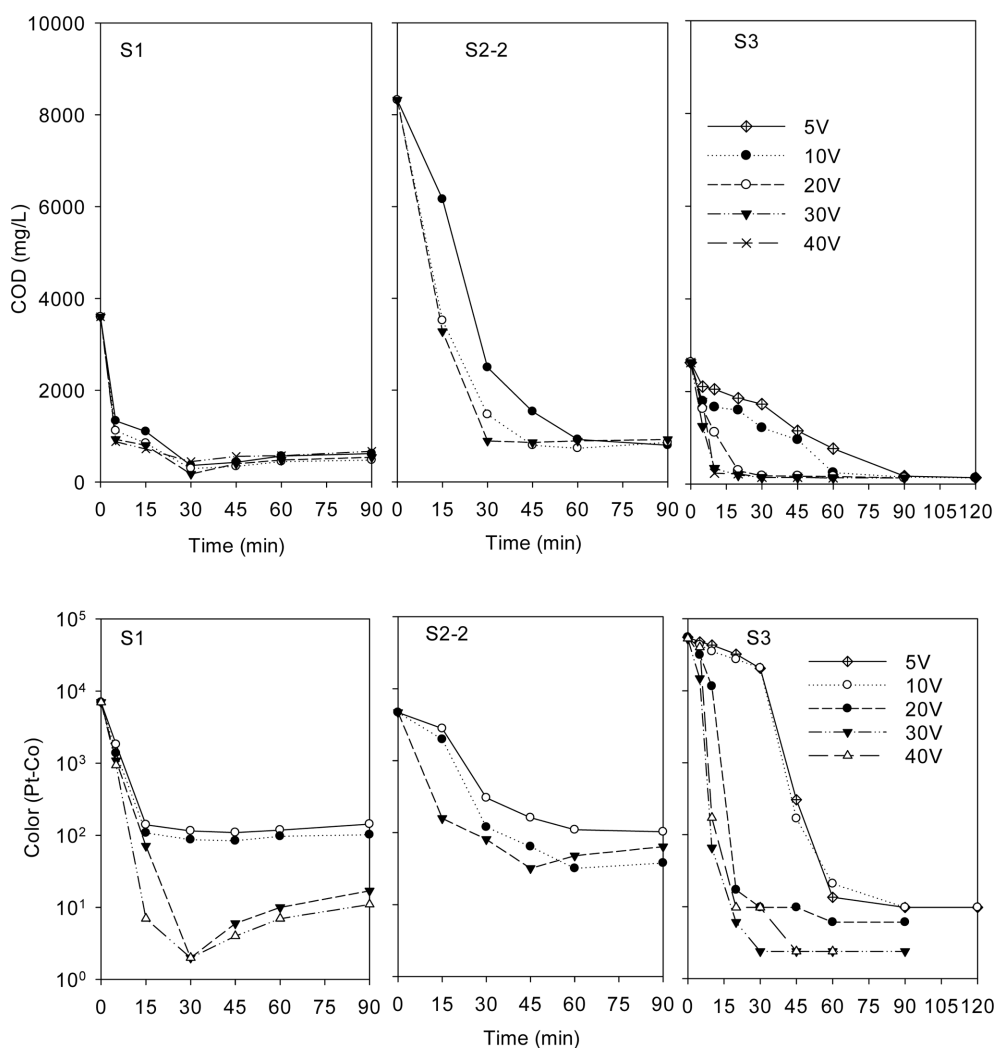 10000
8000
6000
4000
2000
0
COD (mg/L)
S1
S2-2
S3
5V
10V
20V
30V
40V
0 15 30 45 60 75 90
0 15 30 45 60 75 90
0 15 30 45 60 75 90 105 120
Time (min)
Time (min)
10⁵
10⁴
10³
10²
10¹
10⁰
Color (Pt-Co)
S1
S2-2
S3
5V
10V
20V
30V
40V
0 15 30 45 60 75 90
0 15 30 45 60 75 90
0 15 30 45 60 75 90 105 120
Time (min)